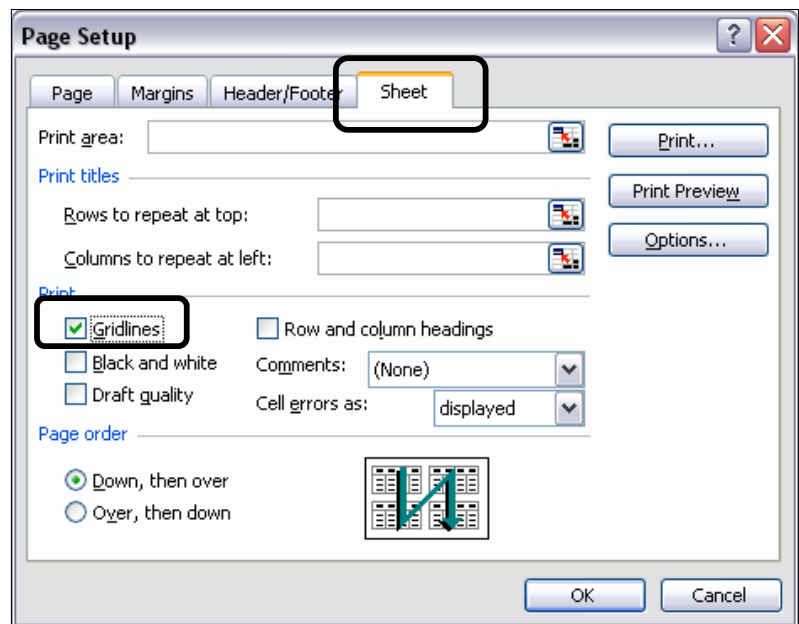 Page Setup
Page Margins Header/Footer Sheet
Print area: Print...
Print titles Print Preview
Rows to repeat at top: Options...
Columns to repeat at left:
Print
Gridlines Row and column headings
Black and white Comments: (None)
Draft quality Cell errors as: displayed
Page order
Down, then over
Over, then down
OK Cancel